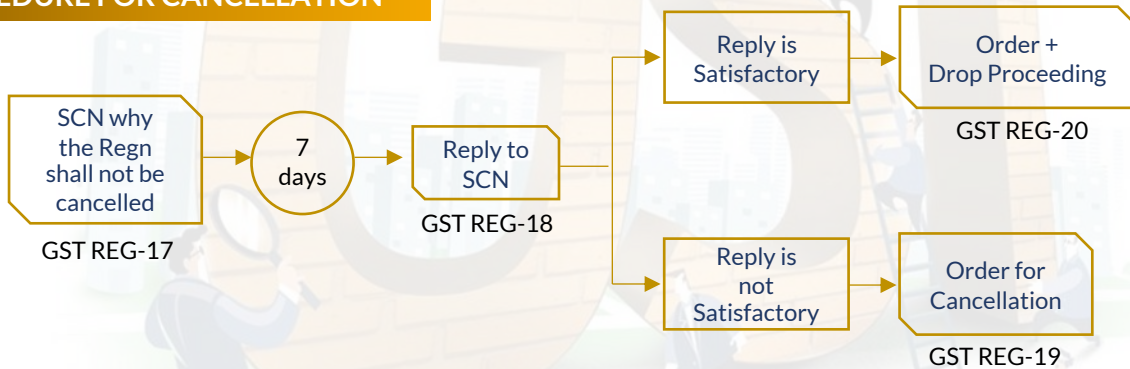 EDURE FOR CANCELLATION
SCN why
the Regn
shall not be
cancelled
GST REG-17
7
days
Reply to
SCN
GST REG-18
Reply is
Satisfactory
Order +
Drop Proceeding
GST REG-20
Reply is
not
Satisfactory
Order for
Cancellation
GST REG-19